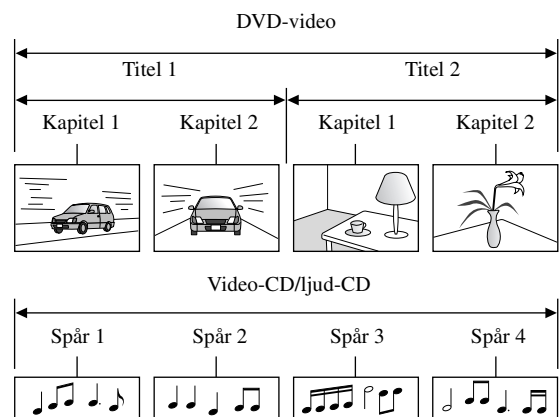 DVD-video
Titel 1 Titel 2
Kapitel 1 Kapitel 2 Kapitel 1 Kapitel 2
Video-CD/ljud-CD
Spår 1 Spår 2 Spår 3 Spår 4